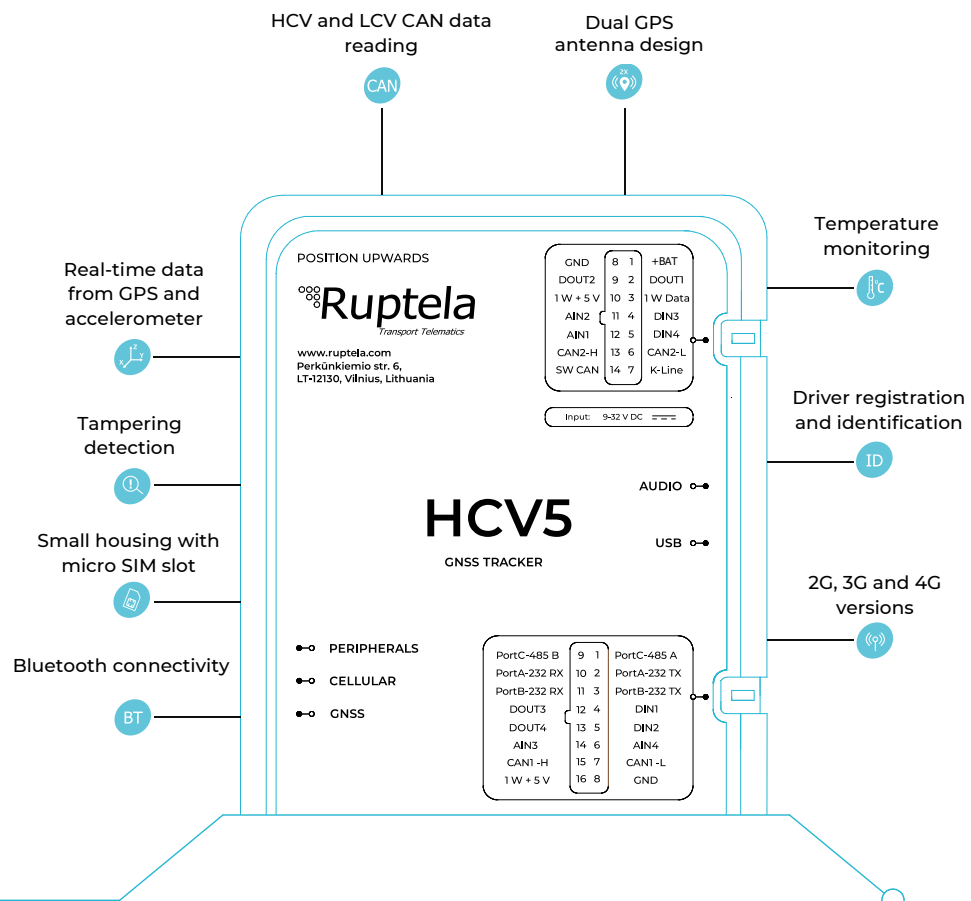 HCV and LCV CAN data
reading
CAN
Dual GPS
antenna design
2X
Temperature
monitoring
°C
Real-time data
from GPS and
accelerometer
X Z Y
Tampering
detection
Small housing with
micro SIM slot
Bluetooth connectivity
BT
Driver registration
and identification
ID
2G, 3G and 4G
versions
POSITION UPWARDS
Ruptela
Transport Telematics
www.ruptela.com
Perkūnkiemio str. 6,
LT-12130, Vilnius, Lithuania
GND 8 1 +BAT
DOUT2 9 2 DOUT1
1 W + 5 V 10 3 1 W Data
AIN2 11 4 DIN3
AIN1 12 5 DIN4
CAN2-H 13 6 CAN2-L
SW CAN 14 7 K-Line
Input: 9-32 V DC
AUDIO
HCV5
GNSS TRACKER
USB
PERIPHERALS
CELLULAR
GNSS
PortC-485 B 9 1 PortC-485 A
PortA-232 RX 10 2 PortA-232 TX
PortB-232 RX 11 3 PortB-232 TX
DOUT3 12 4 DIN1
DOUT4 13 5 DIN2
AIN3 14 6 AIN4
CAN1 -H 15 7 CAN1 -L
1 W + 5 V 16 8 GND